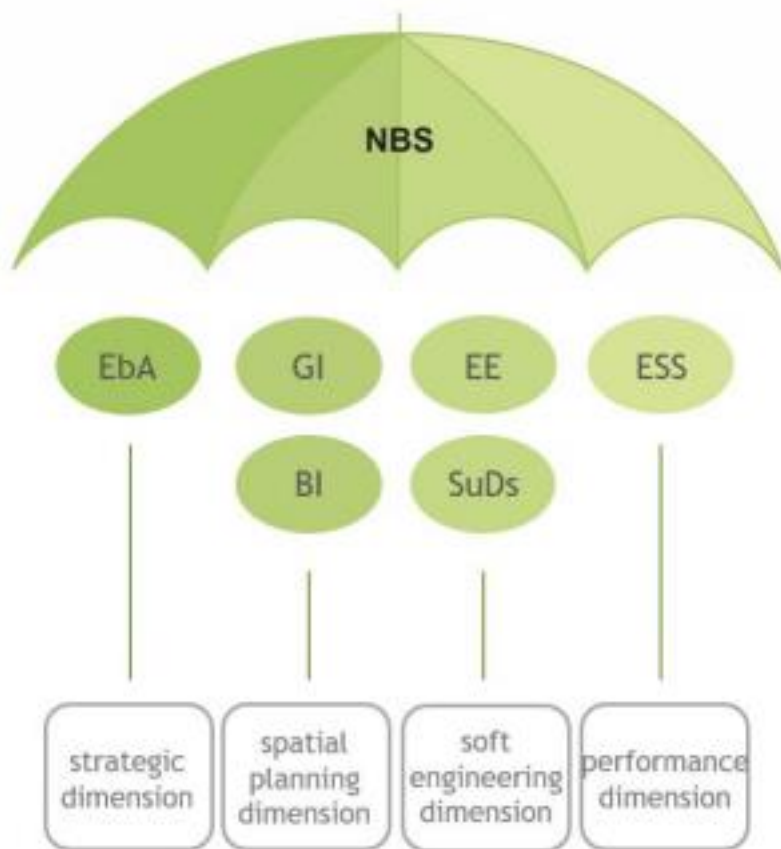 NBS
EbA
GI
EE
ESS
BI
SuDs
strategic
dimension
spatial
planning
dimension
soft
engineering
dimension
performance
dimension